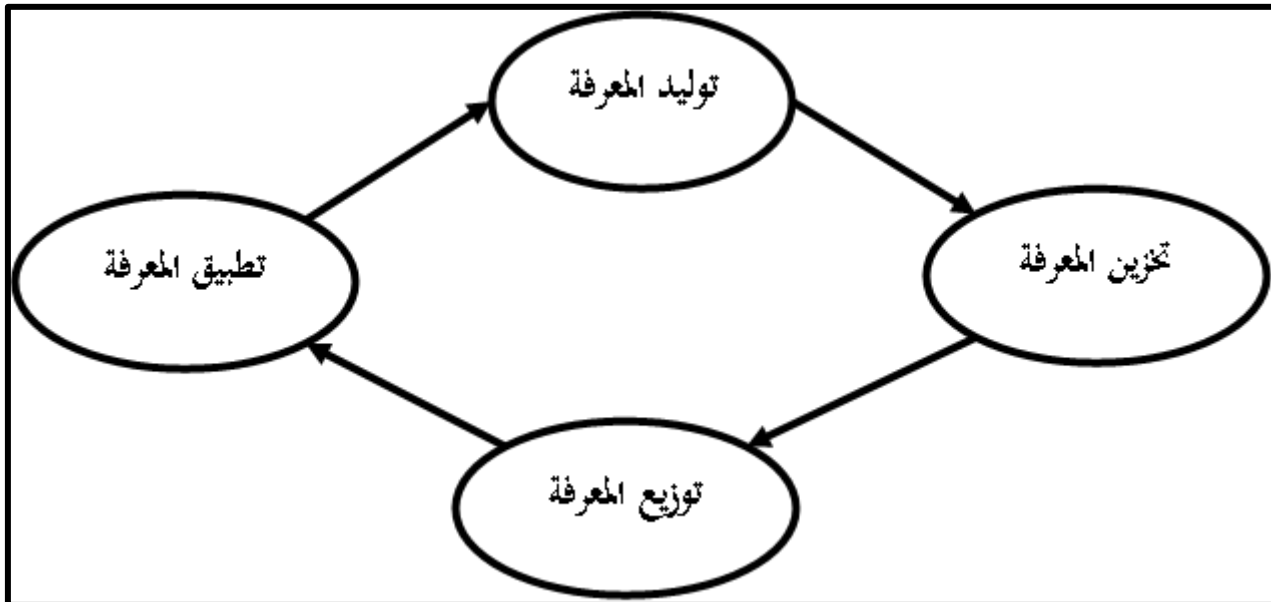 توليد المعرفة
تخزين المعرفة
توزيع المعرفة
تطبيق المعرفة